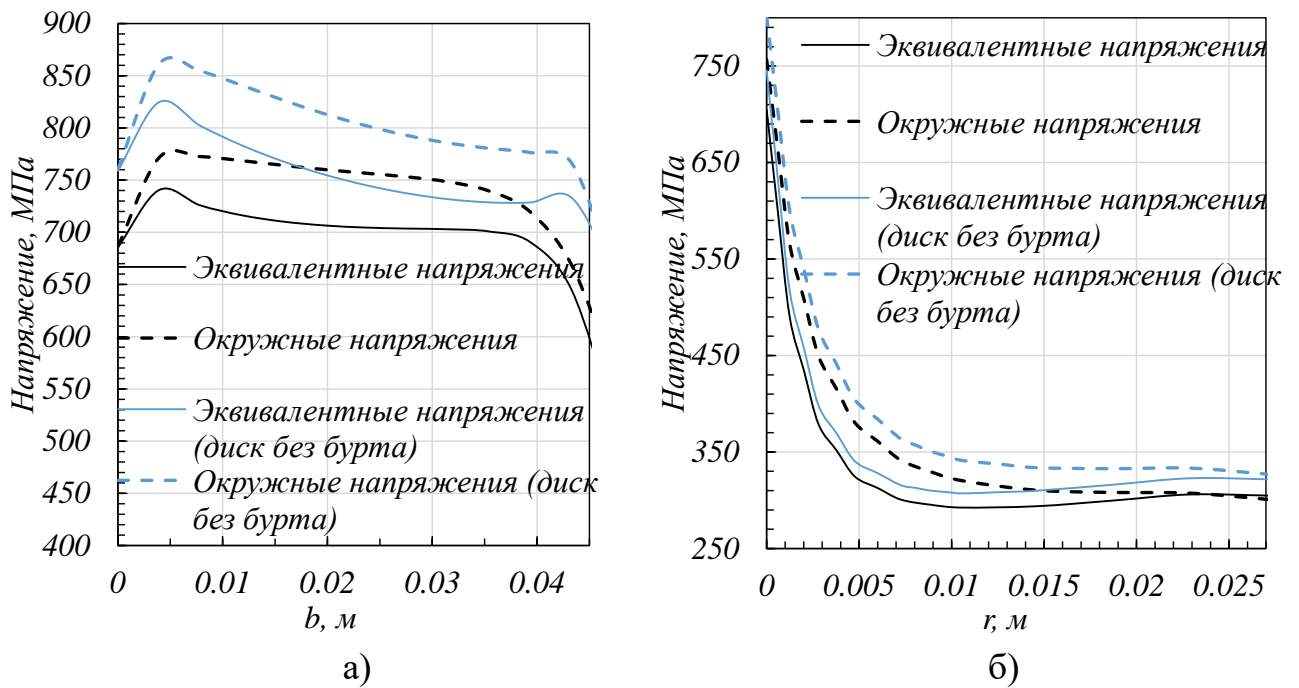 900
850
800
750
700
650
600
550
500
450
400
Напряжение, МПа
Эквивалентные напряжения
Окружные напряжения
Эквивалентные напряжения
(диск без бурта)
Окружные напряжения (диск
без бурта)
0 0.01 0.02 0.03 0.04
b, м
а)
750
650
550
450
350
250
Напряжение, МПа
Эквивалентные напряжения
Окружные напряжения
Эквивалентные напряжения
(диск без бурта)
Окружные напряжения (диск
без бурта)
0 0.005 0.01 0.015 0.02 0.025
r, м
б)